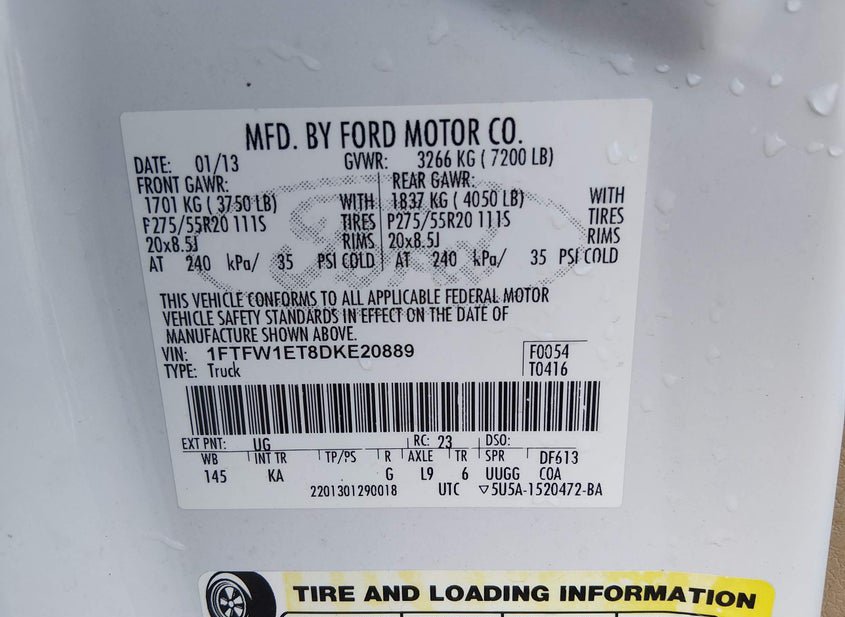 MFD. BY FORD MOTOR CO.
DATE: 01/13 GVWR: 3266 KG ( 7200 LB)
FRONT GAWR: REAR GAWR:
1701 KG ( 3750 LB) WITH 1837 KG ( 4050 LB) WITH
P275/55R20 111S TIRES P275/55R20 111S TIRES
20x8.5J RIMS 20x8.5J RIMS
AT 240 kPa/ 35 PSI COLD AT 240 kPa/ 35 PSI COLD
Ford
THIS VEHICLE CONFORMS TO ALL APPLICABLE FEDERAL MOTOR
VEHICLE SAFETY STANDARDS IN EFFECT ON THE DATE OF
MANUFACTURE SHOWN ABOVE.
VIN: 1FTFW1ET8DKE20889 F0054
TYPE: Truck T0416
EXT PNT: UG RC: 23 DSO:
WB INT TR TP/PS R AXLE TR SPR DF613
145 KA G L9 6 UUGG COA
2201301290018 UTC ▽5U5A-1520472-BA
TIRE AND LOADING INFORMATION